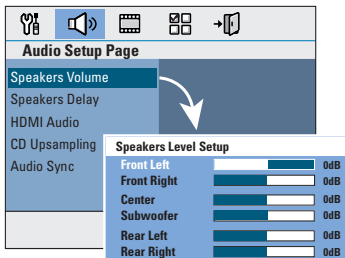 Audio Setup Page
Speakers Volume
Speakers Delay
HDMI Audio
CD Upsampling
Audio Sync
Speakers Level Setup
Front Left 0dB
Front Right 0dB
Center 0dB
Subwoofer 0dB
Rear Left 0dB
Rear Right 0dB